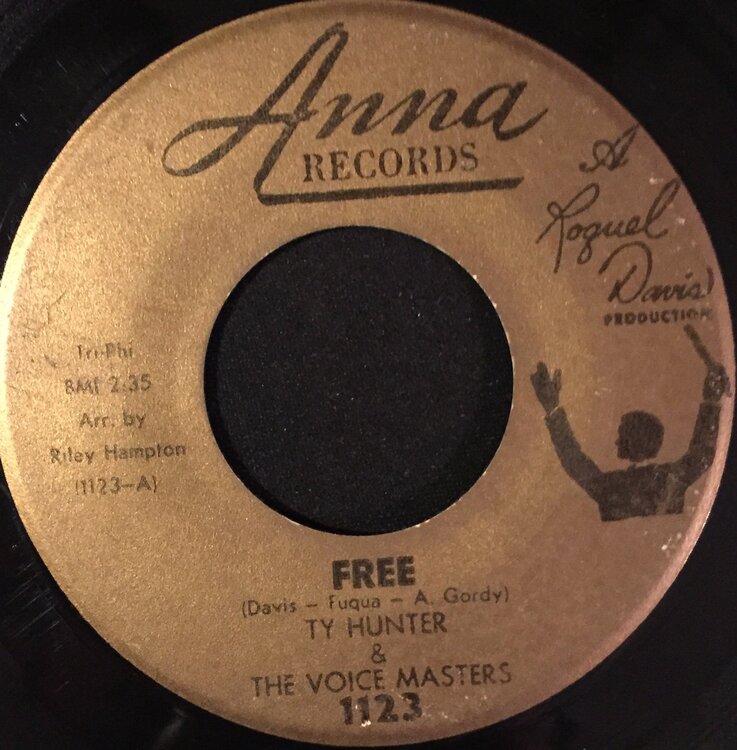 Anna
RECORDS
A
Roquel
Davis
PRODUCTION
Tri-Phi
BMI 2.35
Arr. by
Riley Hampton
(1123-A)
FREE
(Davis - Fuqua - A. Gordy)
TY HUNTER
&
THE VOICE MASTERS
1123